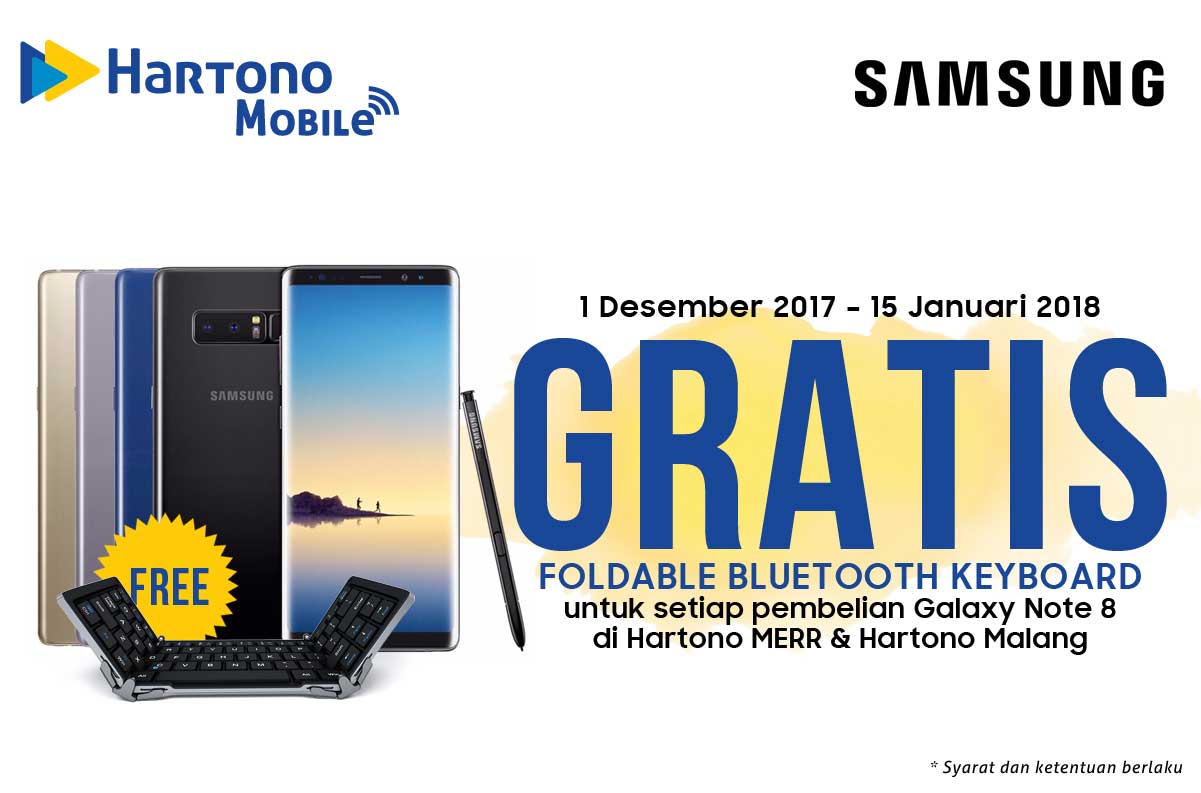 HaRTONO
MOBILe
SAMSUNG
1 Desember 2017 - 15 Januari 2018
GRATIS
SAMSUNG
SAMSUNG
FREE
FOLDABLE BLUETOOTH KEYBOARD
untuk setiap pembelian Galaxy Note 8
di Hartono MERR & Hartono Malang
* Syarat dan ketentuan berlaku